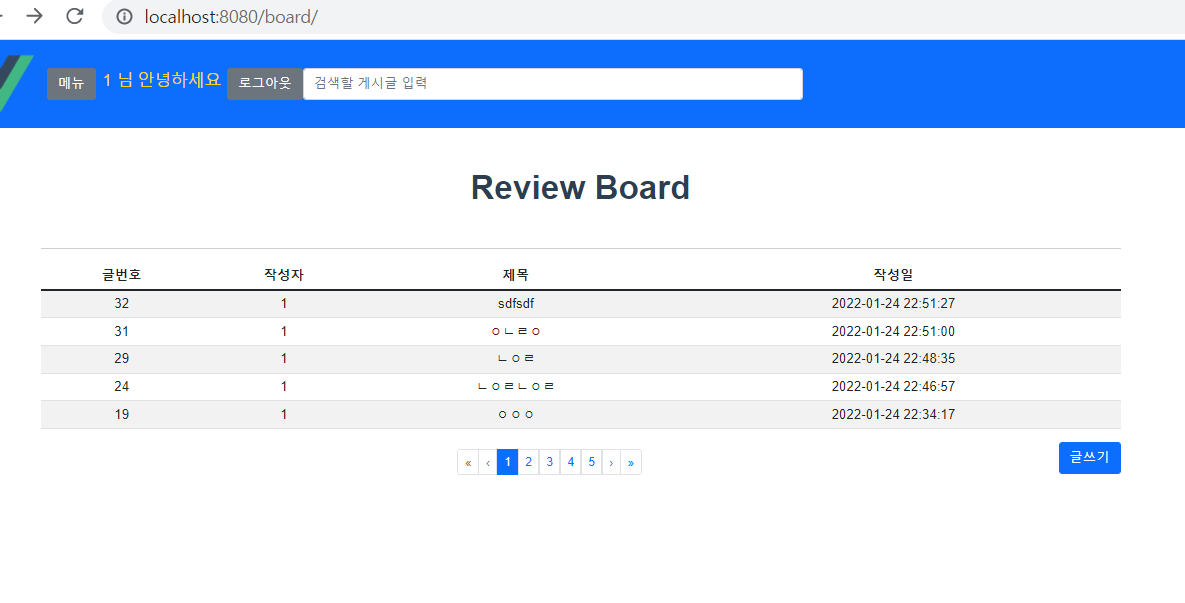 localhost:8080/board/
메뉴 1 님 안녕하세요 로그아웃 검색할 게시글 입력
Review Board
글번호 작성자 제목 작성일
32 1 sdfsdf 2022-01-24 22:51:27
31 1 ㅇㄴㄹㅇ 2022-01-24 22:51:00
29 1 ㄴㅇㄹ 2022-01-24 22:48:35
24 1 ㄴㅇㄹㄴㅇㄹ 2022-01-24 22:46:57
19 1 ㅇㅇㅇ 2022-01-24 22:34:17
« ‹ 1 2 3 4 5 › » 글쓰기